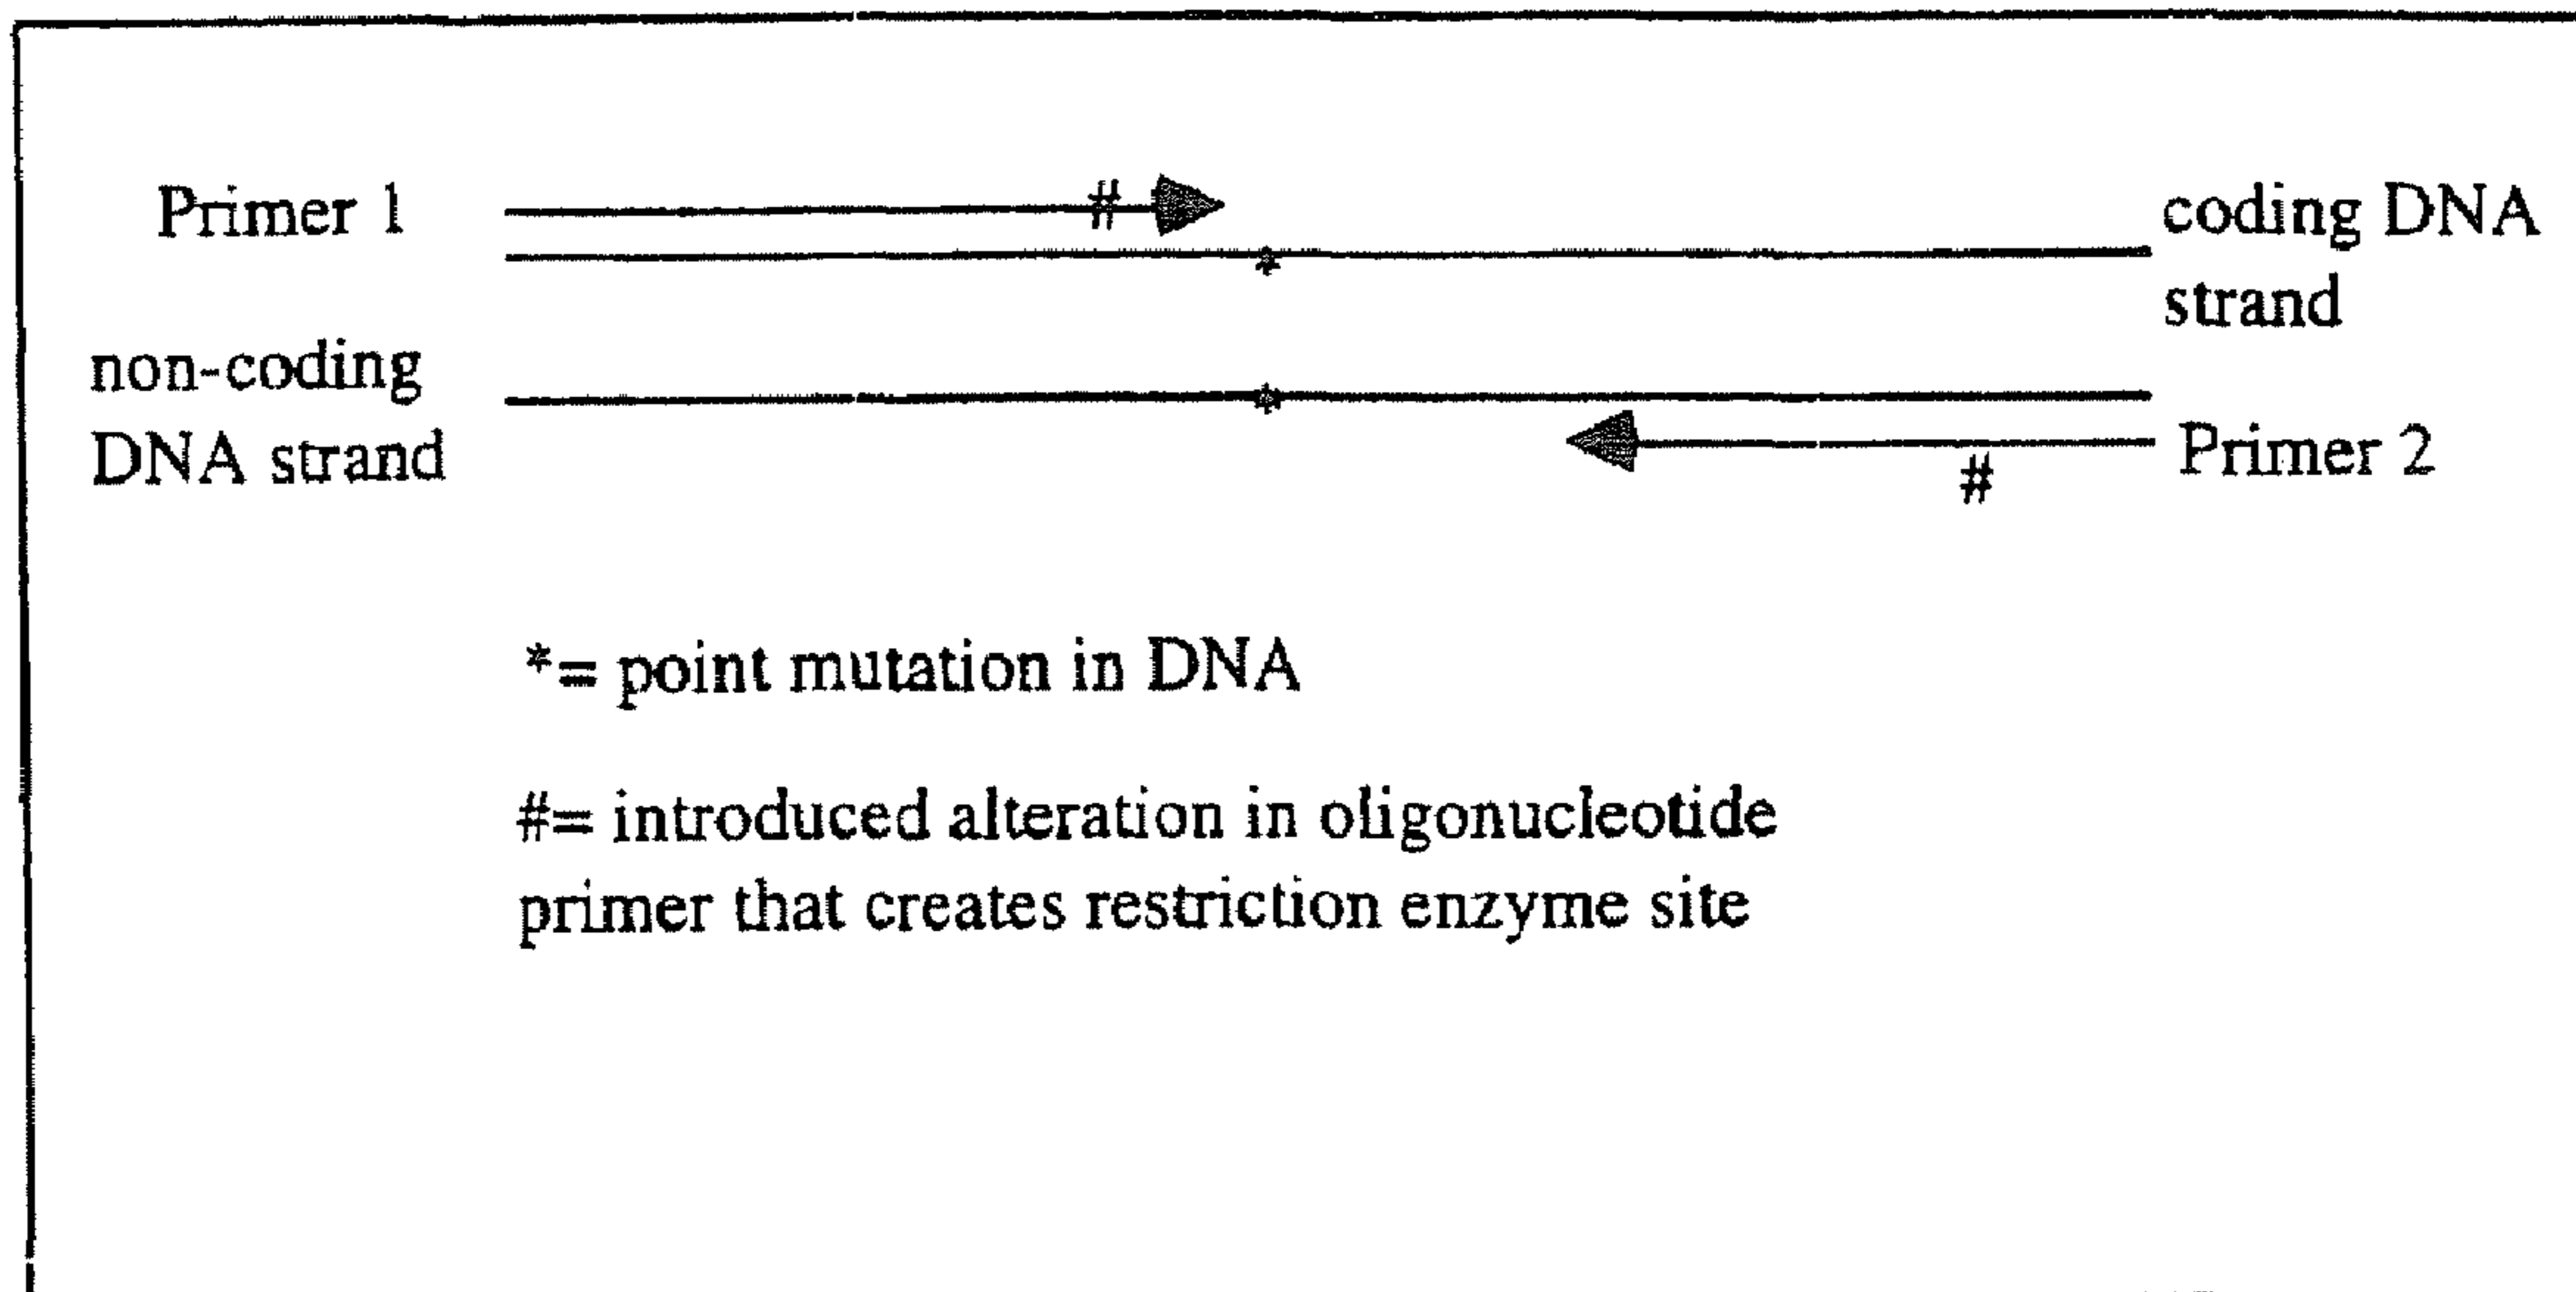 Primer 1
#
coding DNA
strand
*
non-coding
DNA strand
*
Primer 2
#
*= point mutation in DNA
#= introduced alteration in oligonucleotide
primer that creates restriction enzyme site